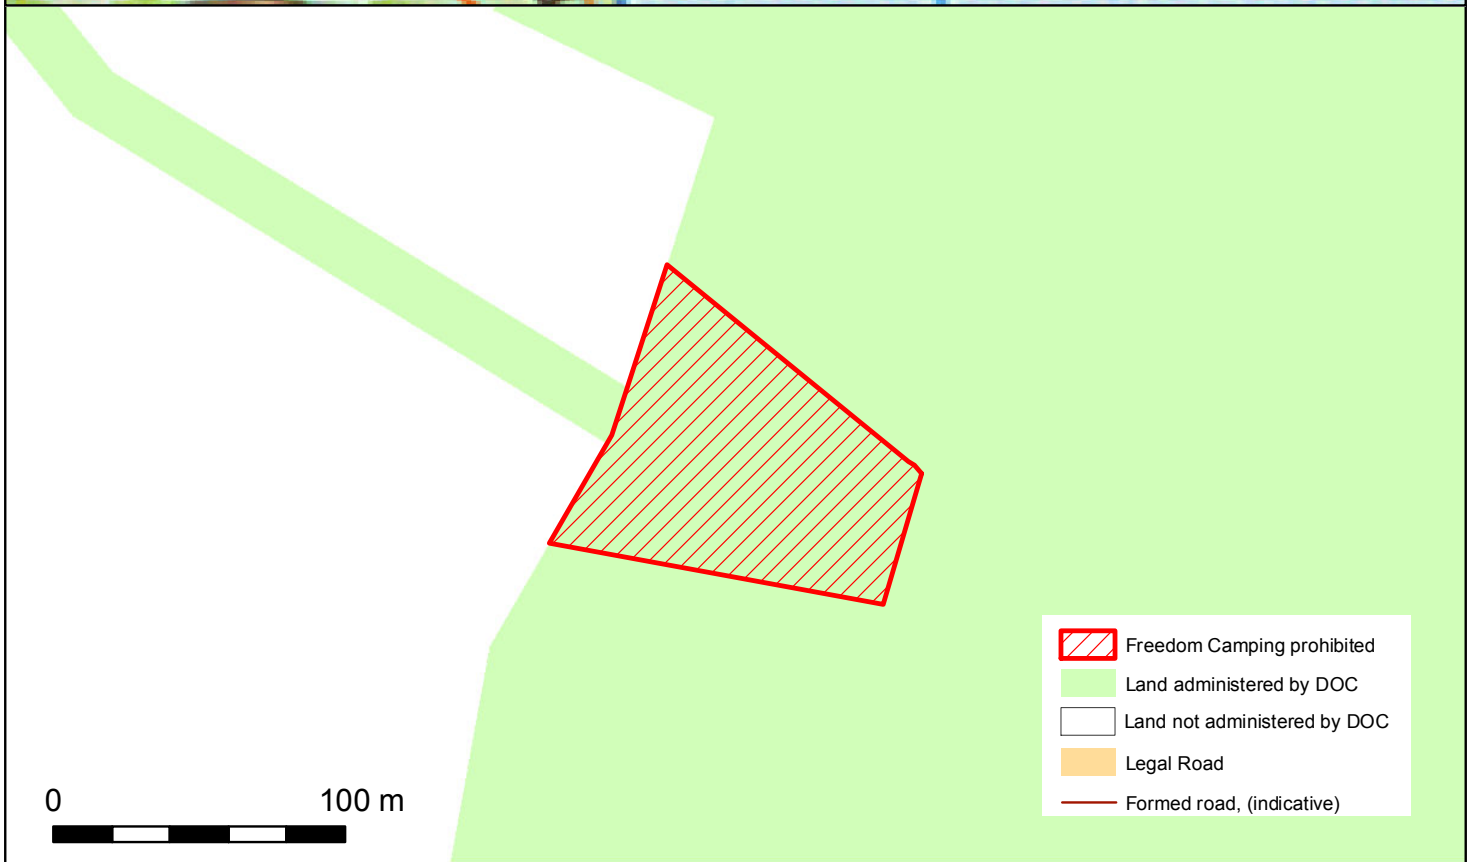 Freedom Camping prohibited
Land administered by DOC
Land not administered by DOC
Legal Road
Formed road, (indicative)
0 100 m